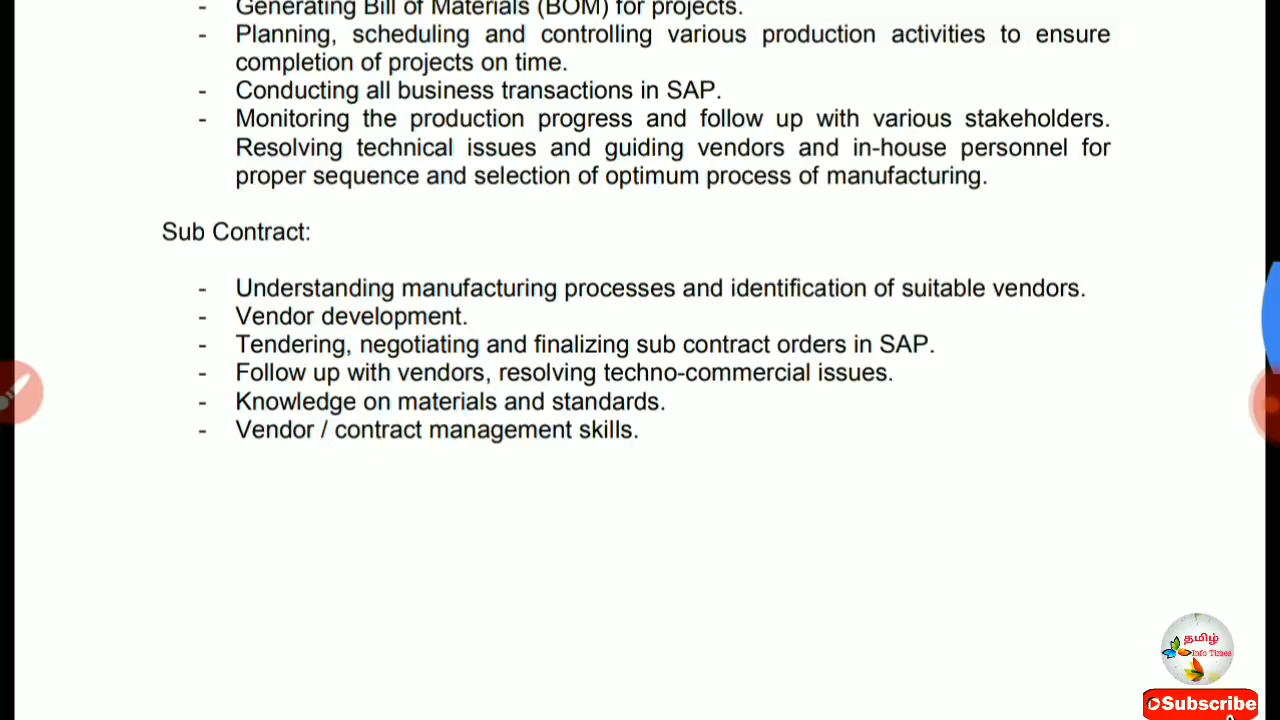 - Generating Bill of Materials (BOM) for projects.
- Planning, scheduling and controlling various production activities to ensure
completion of projects on time.
- Conducting all business transactions in SAP.
- Monitoring the production progress and follow up with various stakeholders.
Resolving technical issues and guiding vendors and in-house personnel for
proper sequence and selection of optimum process of manufacturing.
Sub Contract:
- Understanding manufacturing processes and identification of suitable vendors.
- Vendor development.
- Tendering, negotiating and finalizing sub contract orders in SAP.
- Follow up with vendors, resolving techno-commercial issues.
- Knowledge on materials and standards.
- Vendor / contract management skills.
தமிழ்
Info Times
Subscribe